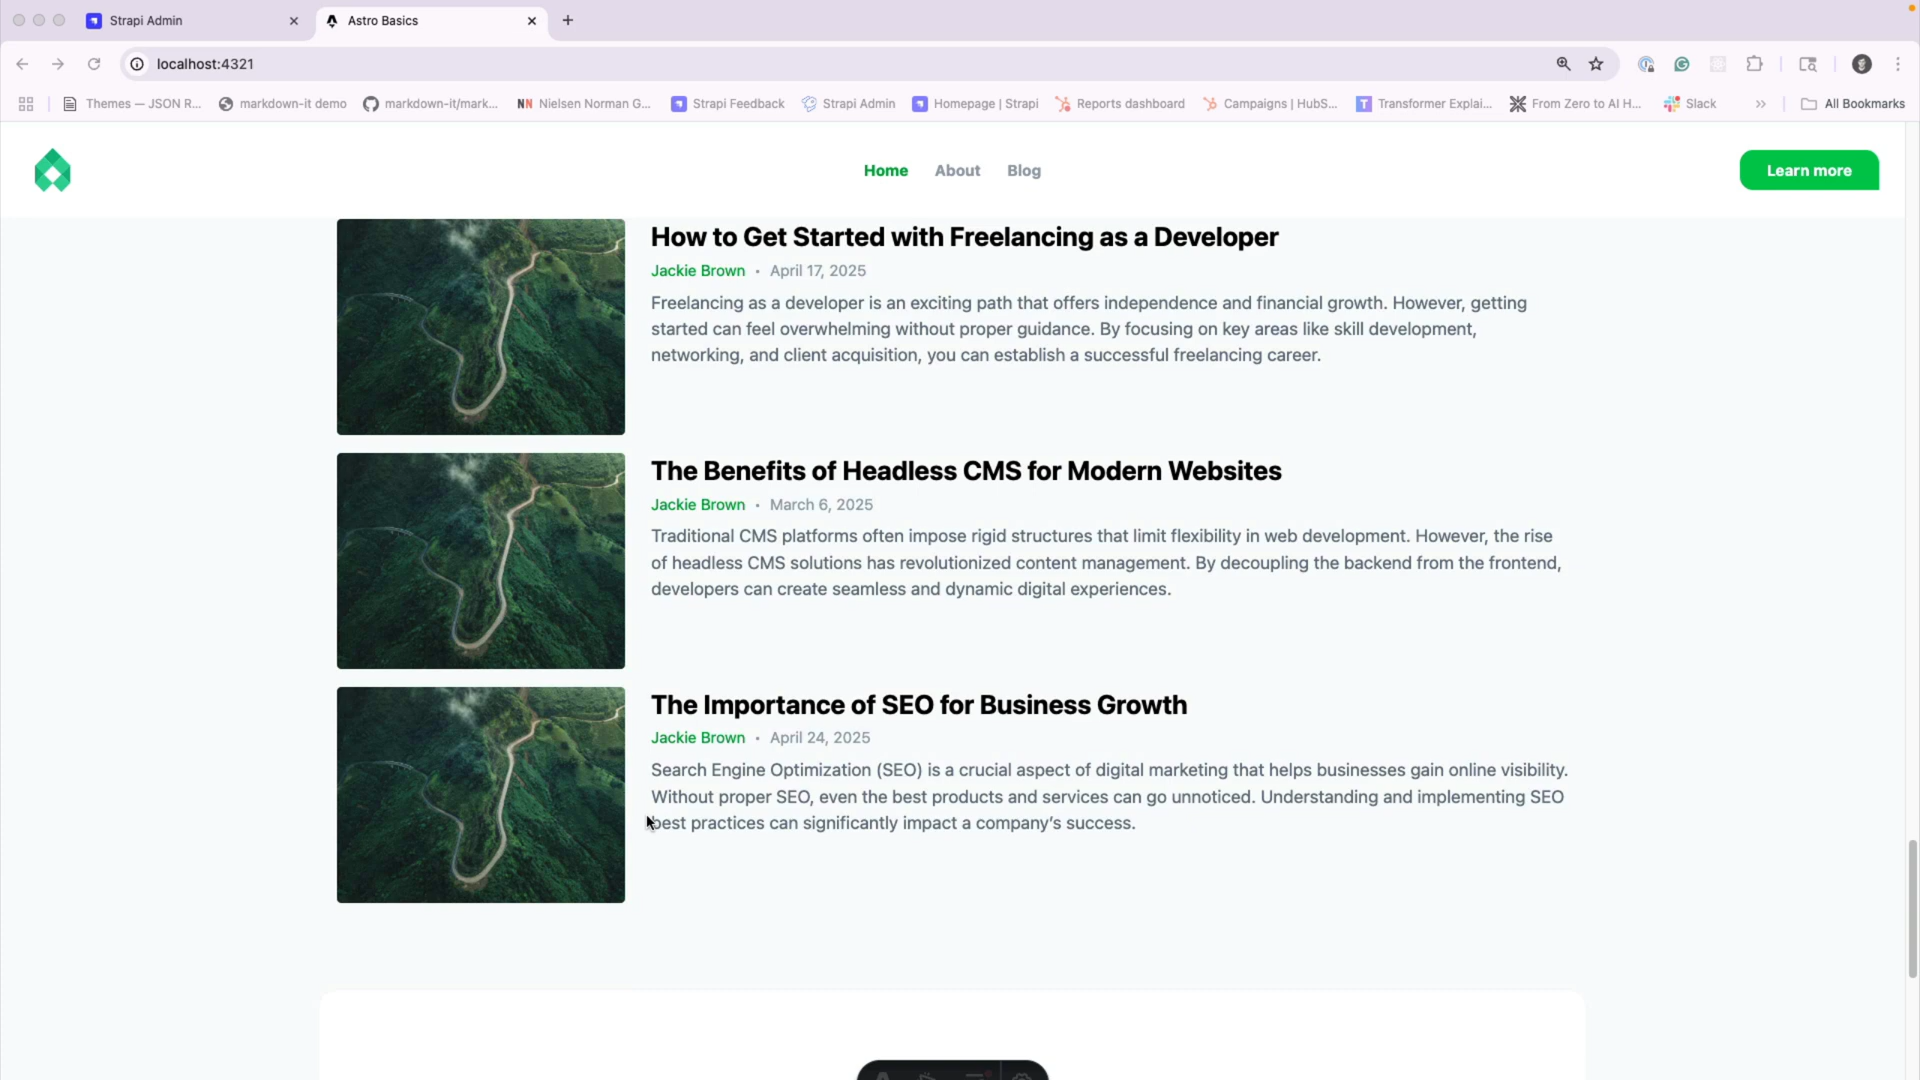 Strapi Admin
Astro Basics
localhost:4321
Themes — JSON R...
markdown-it demo
markdown-it/mark...
NN Nielsen Norman G...
Strapi Feedback
Strapi Admin
Homepage | Strapi
Reports dashboard
Campaigns | HubS...
T Transformer Explai...
From Zero to AI H...
Slack
All Bookmarks
Home
About
Blog
Learn more
How to Get Started with Freelancing as a Developer
Jackie Brown • April 17, 2025
Freelancing as a developer is an exciting path that offers independence and financial growth. However, getting
started can feel overwhelming without proper guidance. By focusing on key areas like skill development,
networking, and client acquisition, you can establish a successful freelancing career.
The Benefits of Headless CMS for Modern Websites
Jackie Brown • March 6, 2025
Traditional CMS platforms often impose rigid structures that limit flexibility in web development. However, the rise
of headless CMS solutions has revolutionized content management. By decoupling the backend from the frontend,
developers can create seamless and dynamic digital experiences.
The Importance of SEO for Business Growth
Jackie Brown • April 24, 2025
Search Engine Optimization (SEO) is a crucial aspect of digital marketing that helps businesses gain online visibility.
Without proper SEO, even the best products and services can go unnoticed. Understanding and implementing SEO
best practices can significantly impact a company's success.